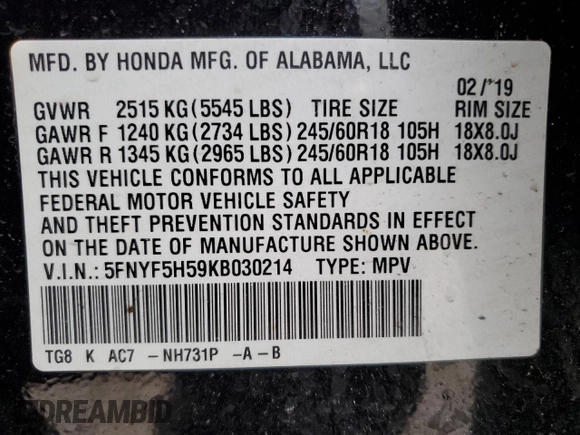 MFD. BY HONDA MFG. OF ALABAMA, LLC
02/'19
GVWR 2515 KG (5545 LBS) TIRE SIZE RIM SIZE
GAWR F 1240 KG (2734 LBS) 245/60R18 105H 18X8.0J
GAWR R 1345 KG (2965 LBS) 245/60R18 105H 18X8.0J
THIS VEHICLE CONFORMS TO ALL APPLICABLE
FEDERAL MOTOR VEHICLE SAFETY
AND THEFT PREVENTION STANDARDS IN EFFECT
ON THE DATE OF MANUFACTURE SHOWN ABOVE.
V.I.N.: 5FNYF5H59KB030214 TYPE: MPV
TG8 K AC7 -NH731P -A-B
IDREAMBID